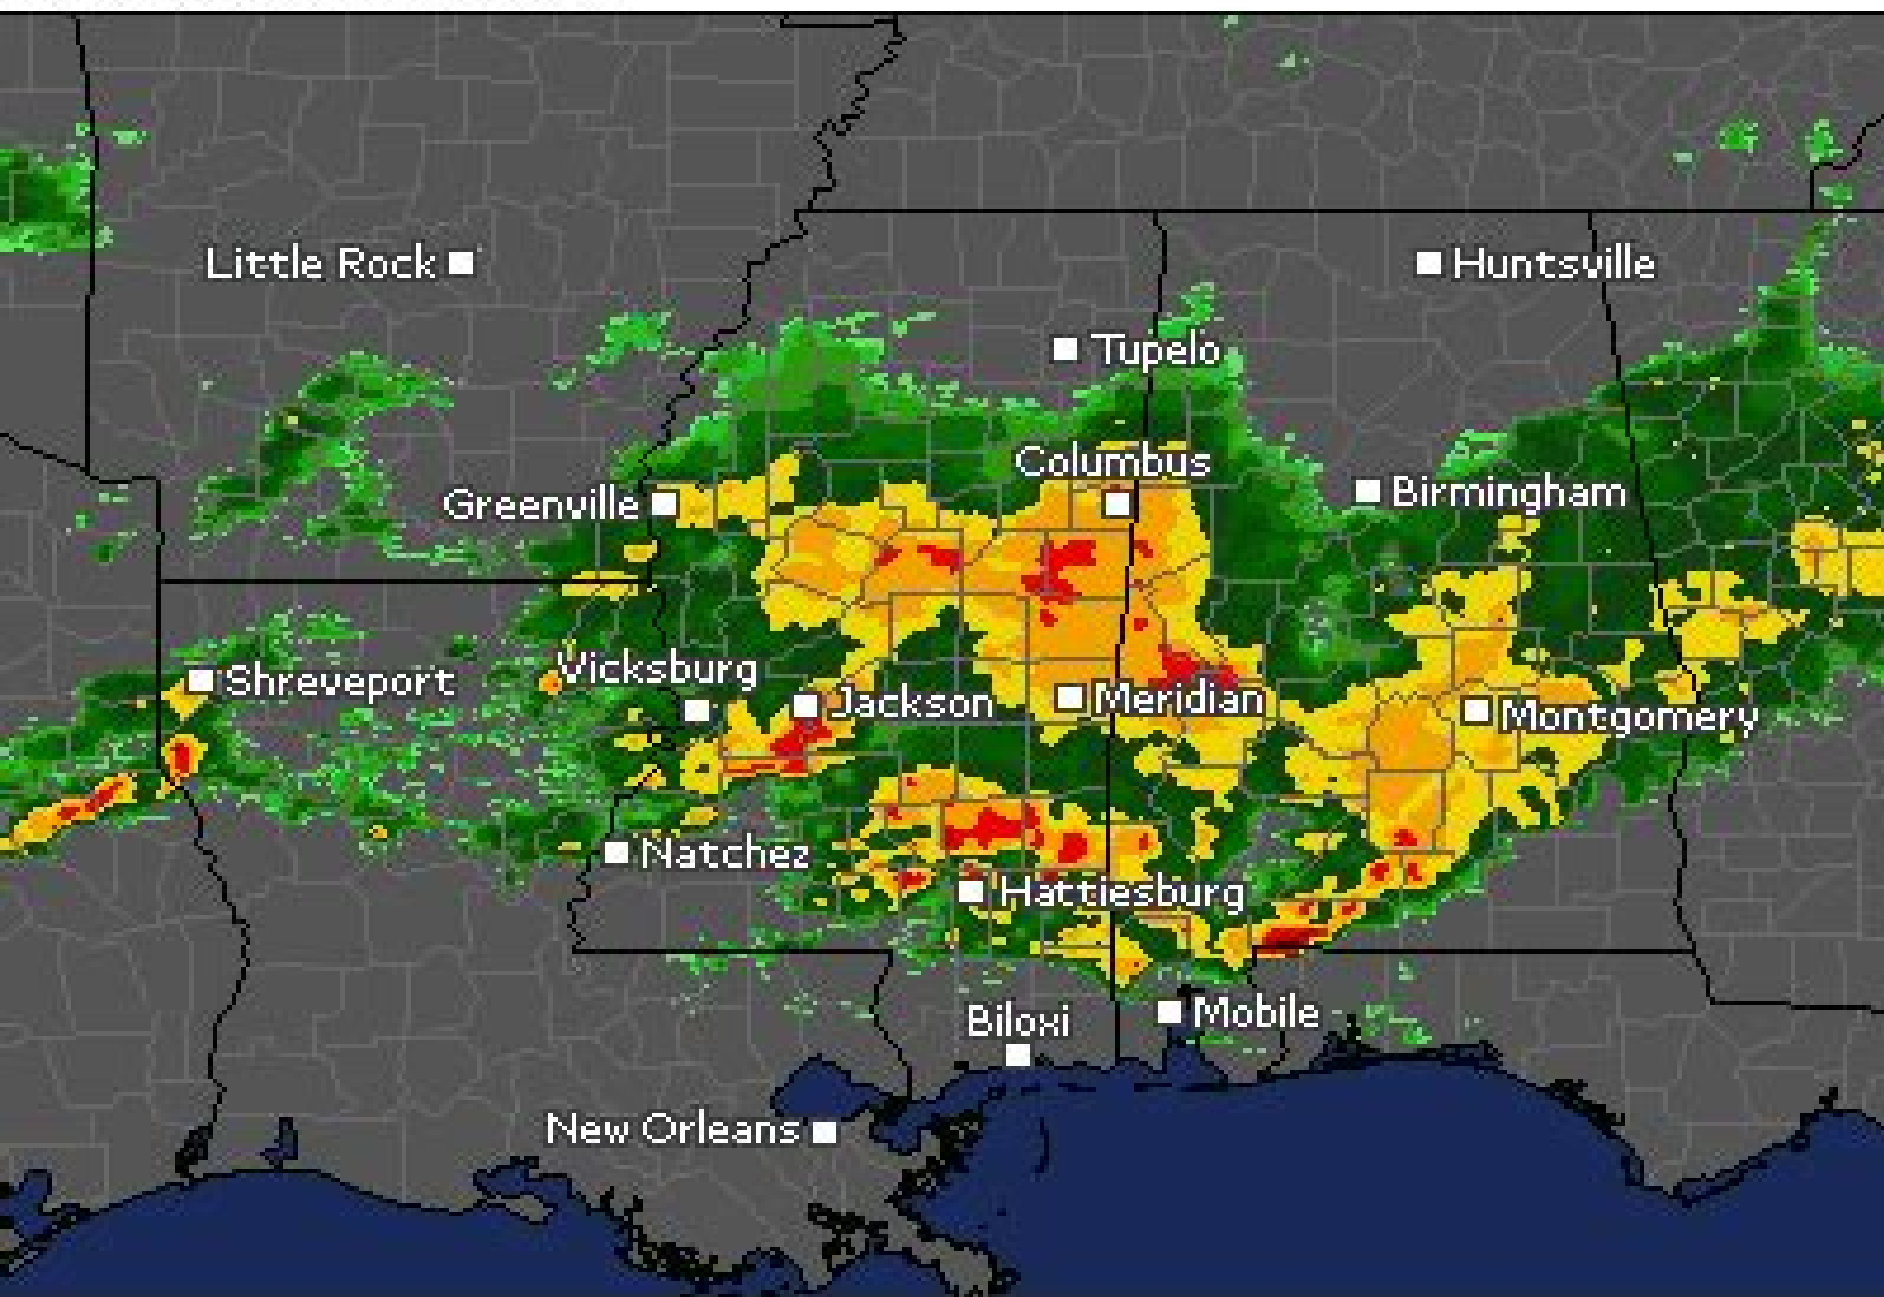 Little Rock
Huntsville
Tupelo
Columbus
Greenville
Birmingham
Vicksburg
Shreveport
Jackson
Meridian
Montgomery
Natchez
Hattiesburg
Biloxi
Mobile
New Orleans